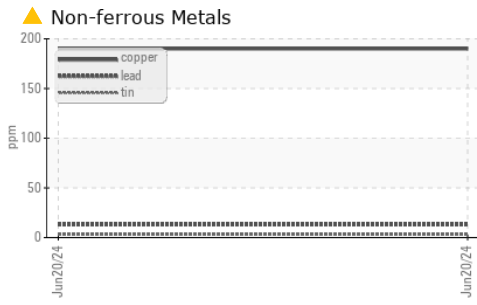 Non-ferrous Metals
200
copper
lead
tin
150
ppm
100
50
0
Jun20/24
Jun20/24